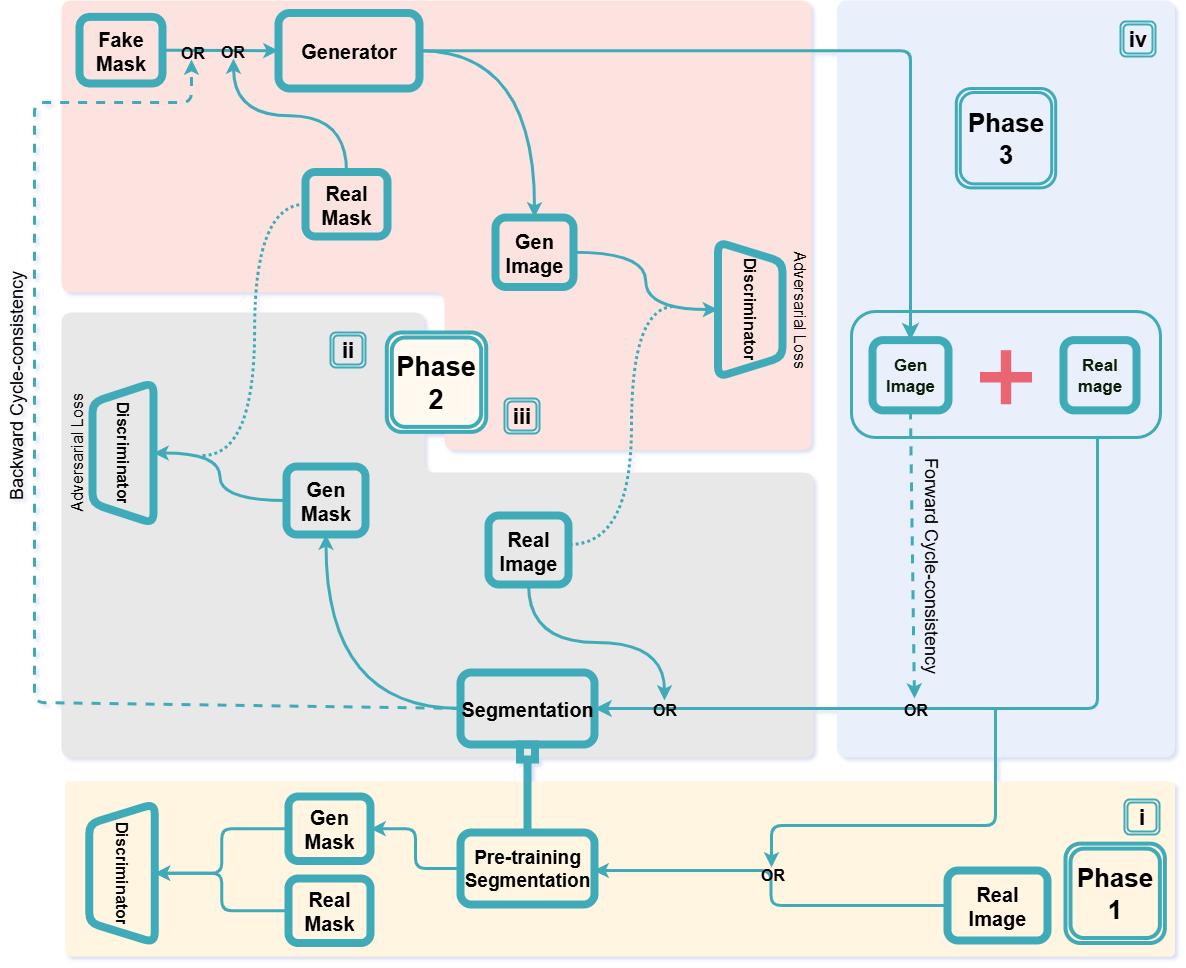 Fake
Mask
OR
OR
Generator
iv
Phase
3
Real
Mask
Gen
Image
Discriminator
Adversarial Loss
Backward Cycle-consistency
ii
Phase
2
iii
Gen
Image
Real
mage
Adversarial Loss
Discriminator
Gen
Mask
Real
Image
Forward Cycle-consistency
Segmentation
OR
OR
Discriminator
Gen
Mask
Real
Mask
Pre-training
Segmentation
OR
Real
Image
i
Phase
1